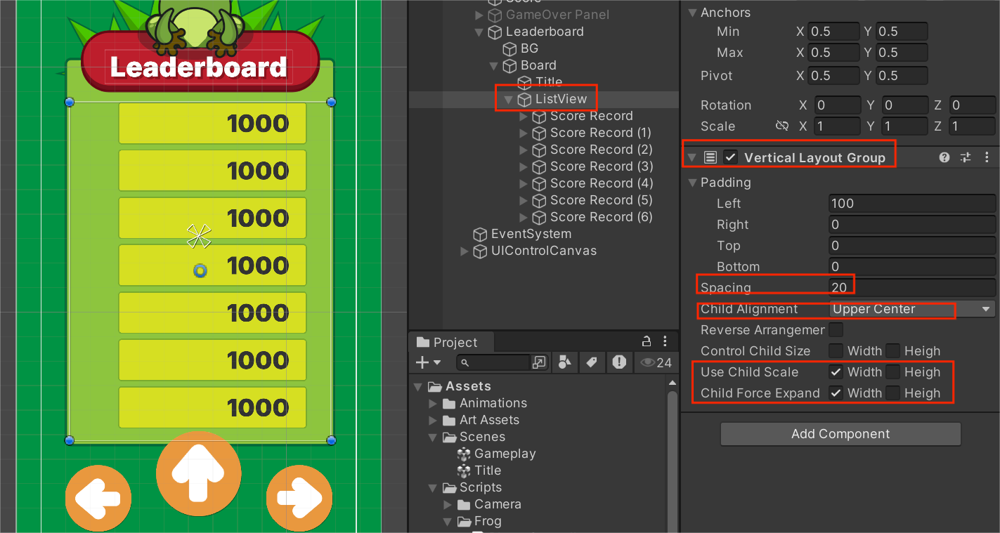 Leaderboard
1000
1000
1000
1000
1000
1000
1000
GameOver Panel
Leaderboard
BG
Board
Title
ListView
Score Record
Score Record (1)
Score Record (2)
Score Record (3)
Score Record (4)
Score Record (5)
Score Record (6)
EventSystem
UIControlCanvas
Project
24
Assets
Animations
Art Assets
Scenes
Gameplay
Title
Scripts
Camera
Frog
Anchors
Min X 0.5 Y 0.5
Max X 0.5 Y 0.5
Pivot X 0.5 Y 0.5
Rotation X 0 Y 0 Z 0
Scale X 1 Y 1 Z 1
Vertical Layout Group
Padding
Left 100
Right 0
Top 0
Bottom 0
Spacing 20
Child Alignment Upper Center
Reverse Arrangemer
Control Child Size Width Heigh
Use Child Scale Width Heigh
Child Force Expand Width Heigh
Add Component